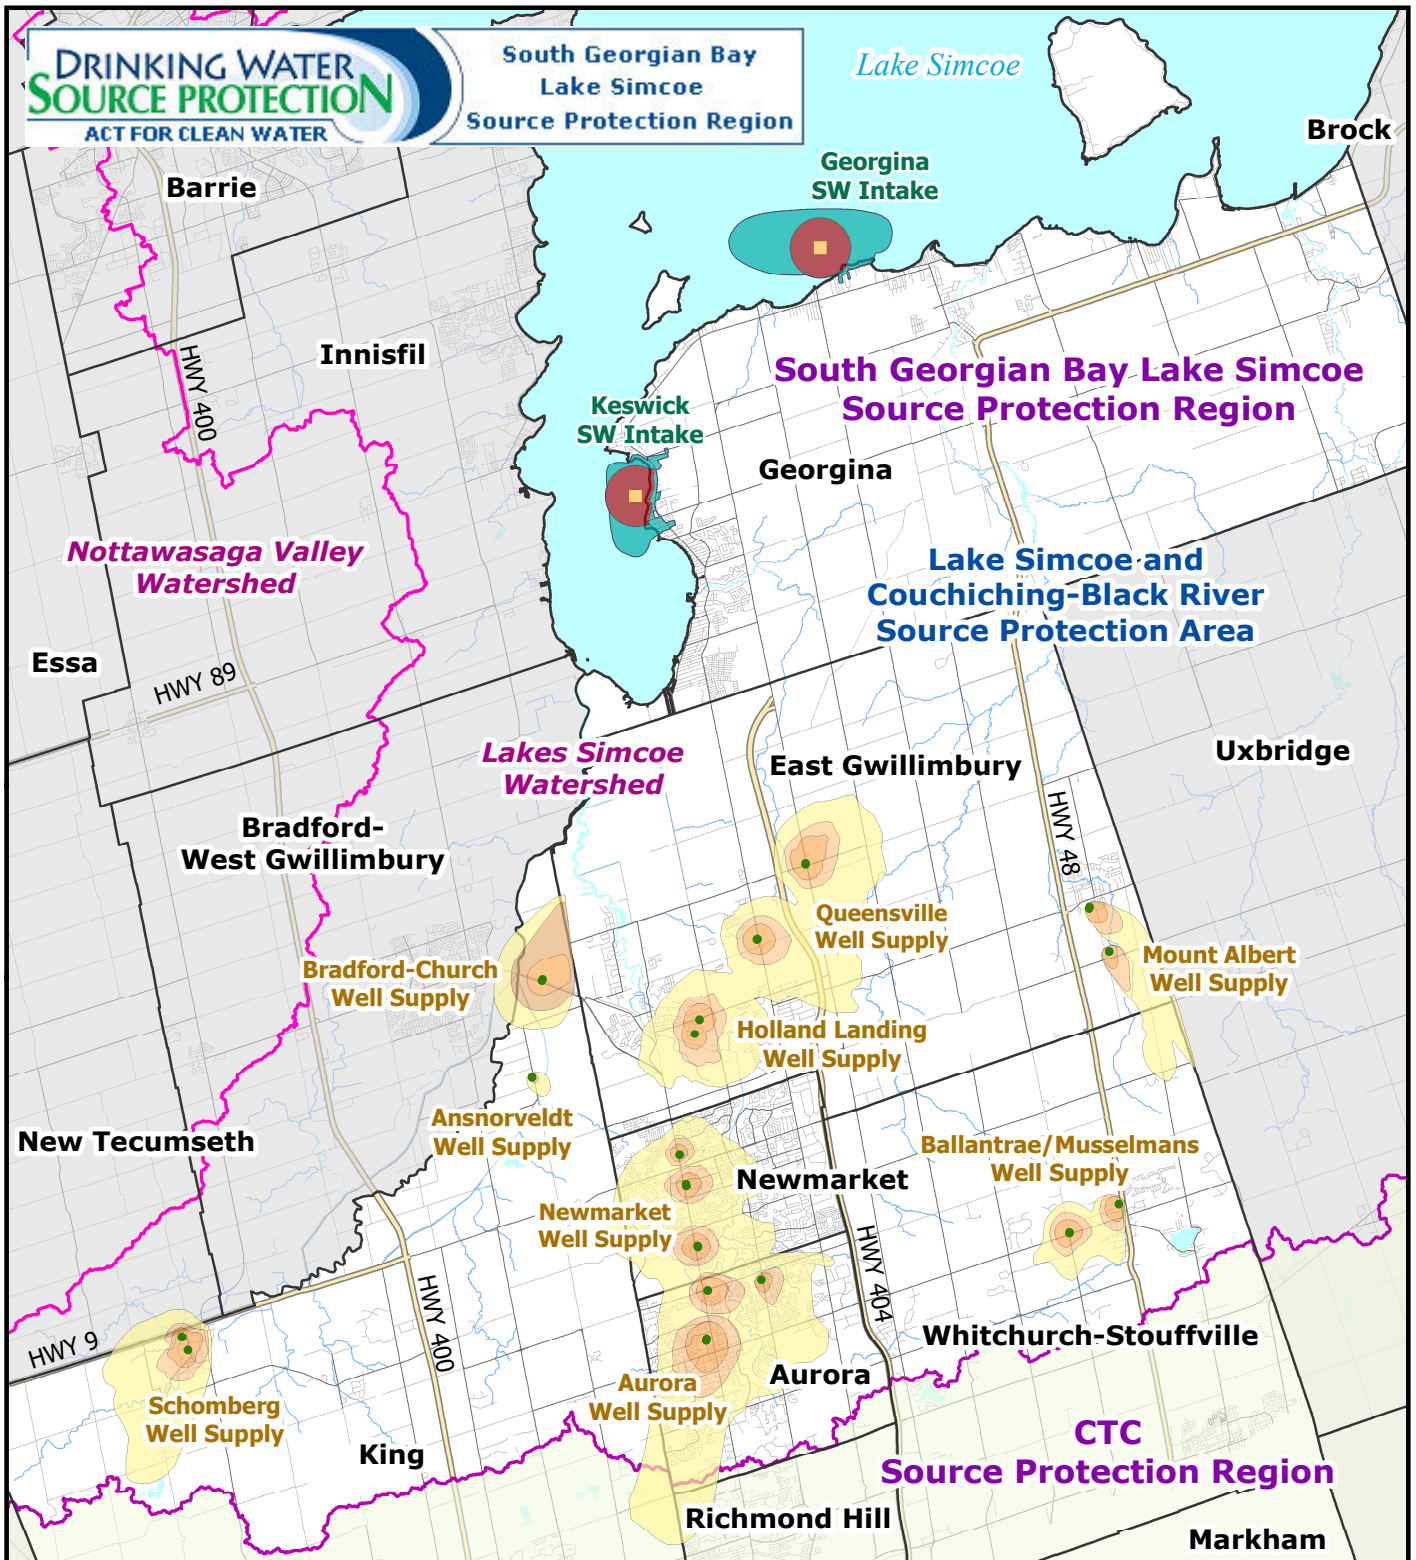 DRINKING WATER
SOURCE PROTECTION
ACT FOR CLEAN WATER
South Georgian Bay
Lake Simcoe
Source Protection Region
Lake Simcoe
Brock
Barrie
Georgina
SW Intake
Innisfil
HWY 400
South Georgian Bay Lake Simcoe
Source Protection Region
Keswick
SW Intake
Georgina
Nottawasaga Valley
Watershed
Lake Simcoe and
Couchiching-Black River
Source Protection Area
Essa
HWY 89
Lakes Simcoe
Watershed
East Gwillimbury
Uxbridge
HWY 48
Bradford-
West Gwillimbury
Queensville
Well Supply
Bradford-Church
Well Supply
Mount Albert
Well Supply
Holland Landing
Well Supply
Ansnorveldt
Well Supply
New Tecumseth
Ballantrae/Musselmans
Well Supply
Newmarket
Newmarket
Well Supply
HWY 404
HWY 400
HWY 9
Whitchurch-Stouffville
Aurora
Aurora
Well Supply
Schomberg
Well Supply
King
CTC
Source Protection Region
Richmond Hill
Markham